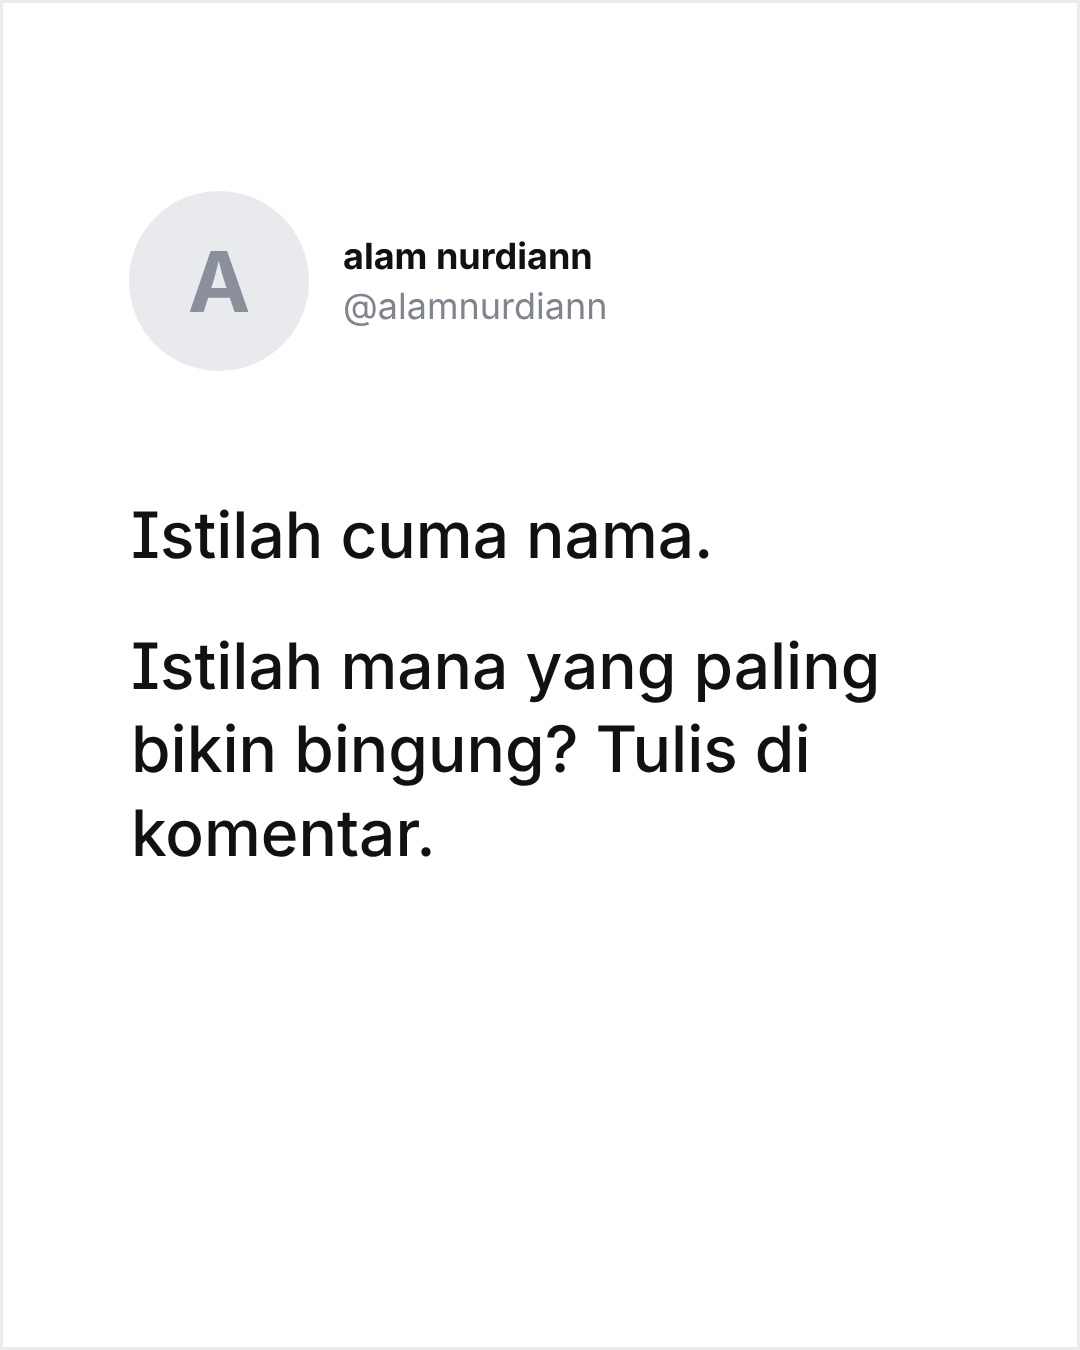 A
alam nurdiann
@alamnurdiann
Istilah cuma nama.
Istilah mana yang paling
bikin bingung? Tulis di
komentar.